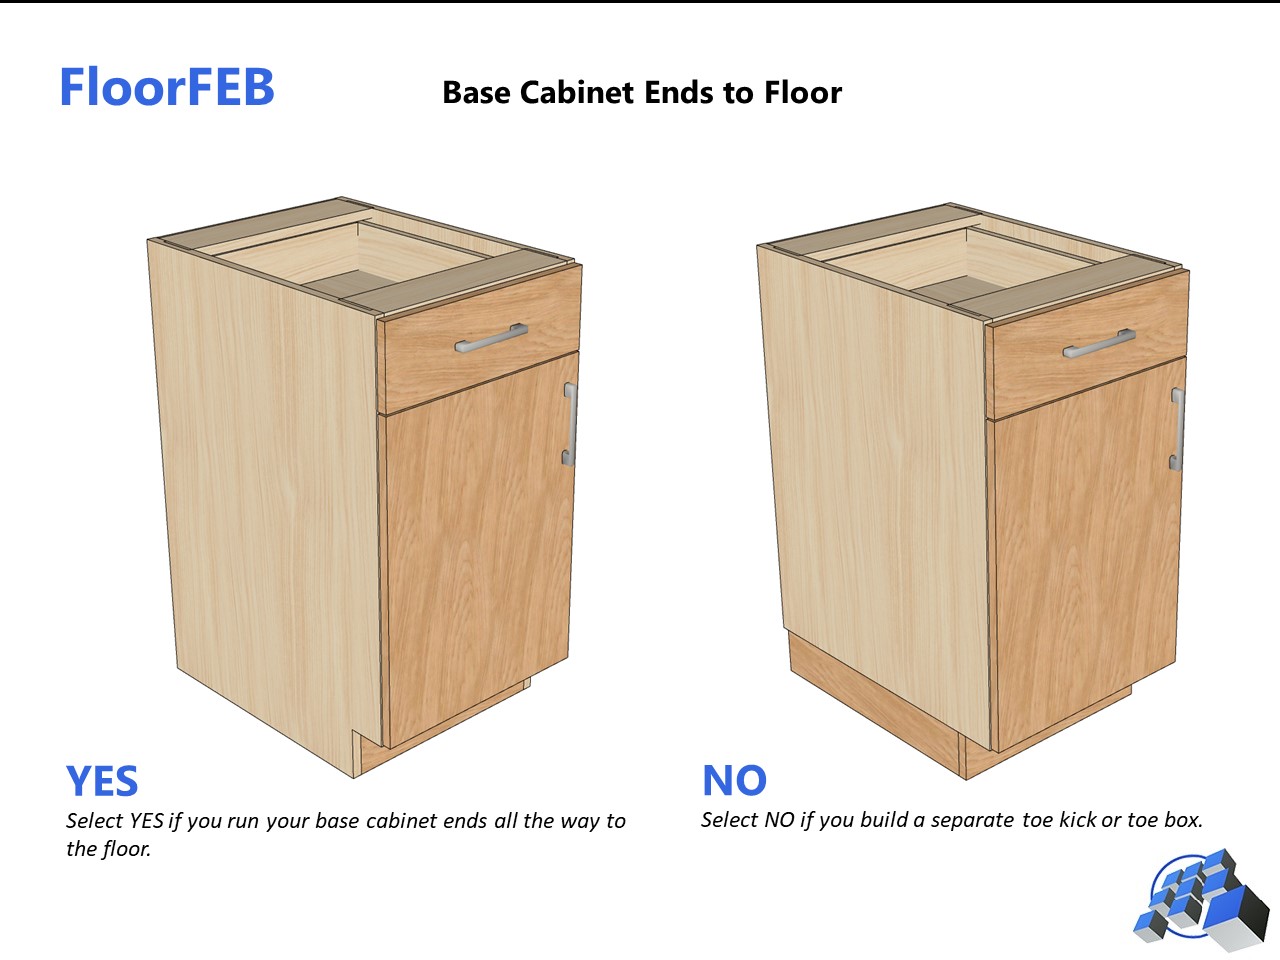 FloorFEB
Base Cabinet Ends to Floor
YES
Select YES if you run your base cabinet ends all the way to
the floor.
NO
Select NO if you build a separate toe kick or toe box.